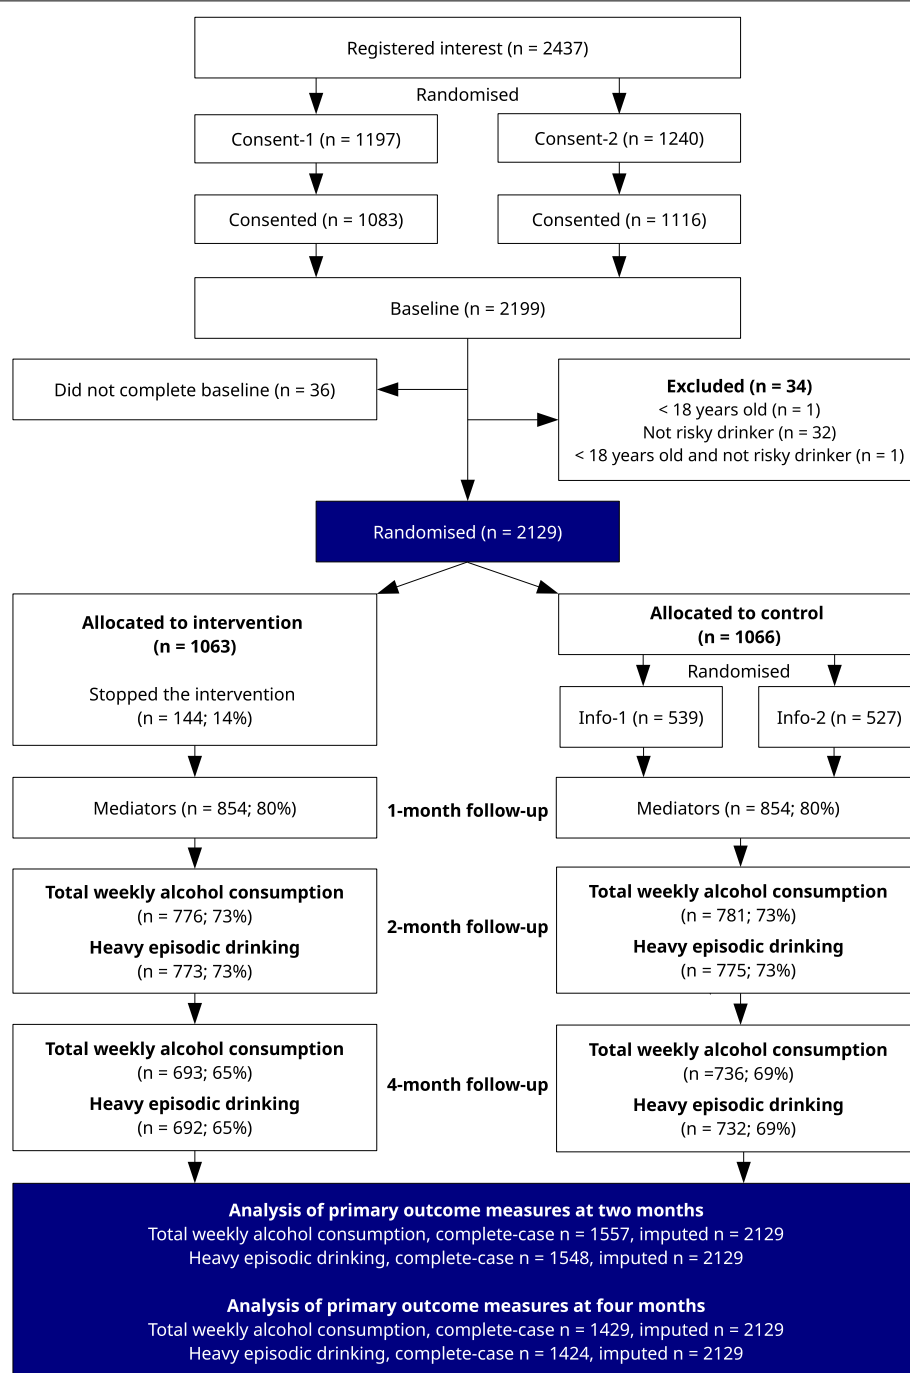 Registered interest (n = 2437)
Randomised
Consent-1 (n = 1197)
Consent-2 (n = 1240)
Consented (n = 1083)
Consented (n = 1116)
Baseline (n = 2199)
Did not complete baseline (n = 36)
Excluded (n = 34)
< 18 years old (n = 1)
Not risky drinker (n = 32)
< 18 years old and not risky drinker (n = 1)
Randomised (n = 2129)
Allocated to intervention
(n = 1063)
Stopped the intervention
(n = 144; 14%)
Allocated to control
(n = 1066)
Randomised
Info-1 (n = 539)
Info-2 (n = 527)
Mediators (n = 854; 80%)
1-month follow-up
Mediators (n = 854; 80%)
Total weekly alcohol consumption
(n = 776; 73%)
Heavy episodic drinking
(n = 773; 73%)
2-month follow-up
Total weekly alcohol consumption
(n = 781; 73%)
Heavy episodic drinking
(n = 775; 73%)
Total weekly alcohol consumption
(n = 693; 65%)
Heavy episodic drinking
(n = 692; 65%)
4-month follow-up
Total weekly alcohol consumption
(n =736; 69%)
Heavy episodic drinking
(n = 732; 69%)
Analysis of primary outcome measures at two months
Total weekly alcohol consumption, complete-case n = 1557, imputed n = 2129
Heavy episodic drinking, complete-case n = 1548, imputed n = 2129
Analysis of primary outcome measures at four months
Total weekly alcohol consumption, complete-case n = 1429, imputed n = 2129
Heavy episodic drinking, complete-case n = 1424, imputed n = 2129